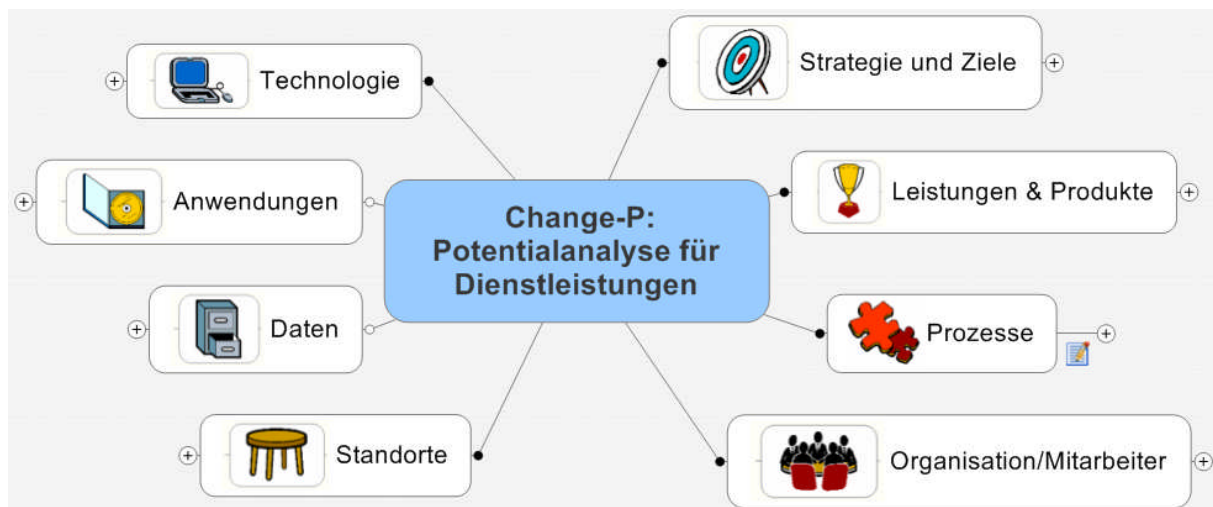 Technologie
Strategie und Ziele
Anwendungen
Leistungen & Produkte
Change-P:
Potentialanalyse für
Dienstleistungen
Daten
Prozesse
Standorte
Organisation/Mitarbeiter